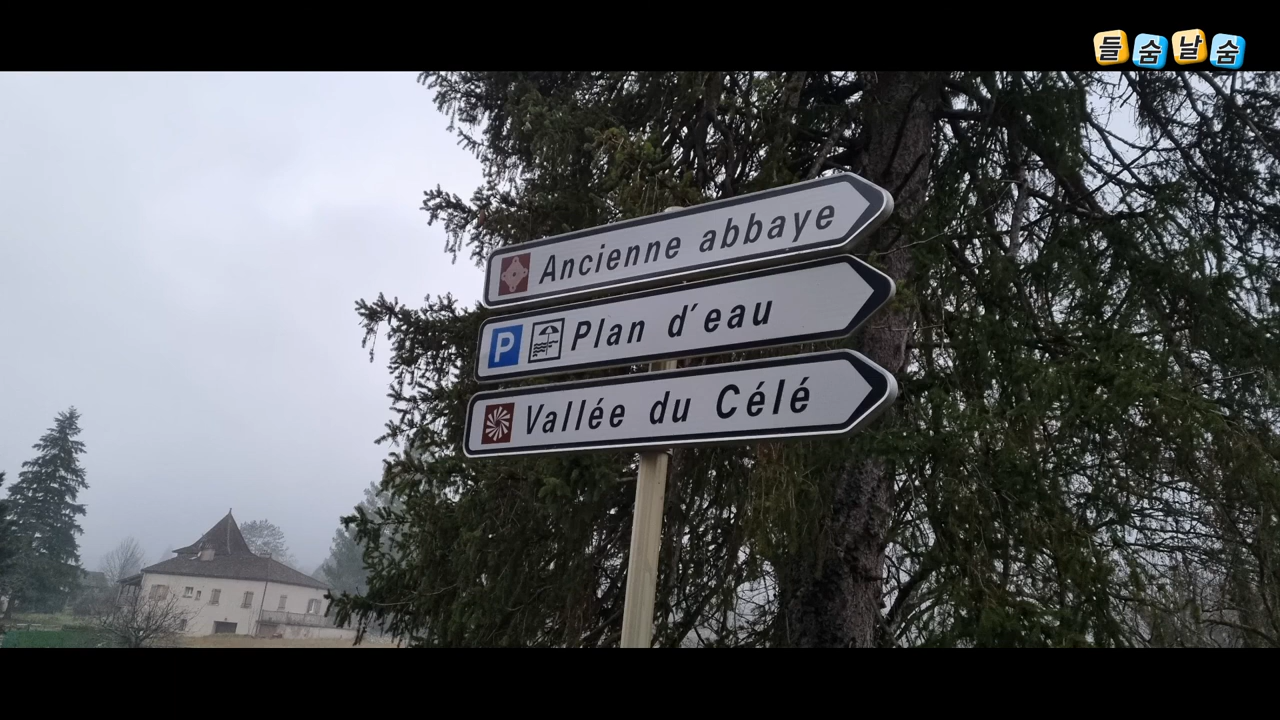 들숨날숨
Ancienne abbaye
P Plan d'eau
Vallée du Célé